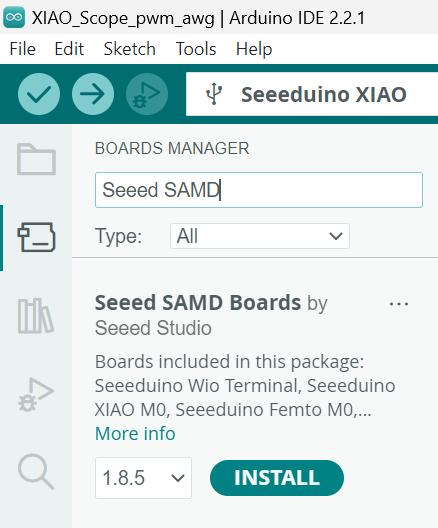 XIAO_Scope_pwm_awg | Arduino IDE 2.2.1
File Edit Sketch Tools Help
Seeeduino XIAO
BOARDS MANAGER
Seeed SAMD
Type: All
Seeed SAMD Boards by
Seeed Studio
Boards included in this package:
Seeeduino Wio Terminal, Seeeduino
XIAO M0, Seeeduino Femto M0,...
More info
1.8.5 INSTALL